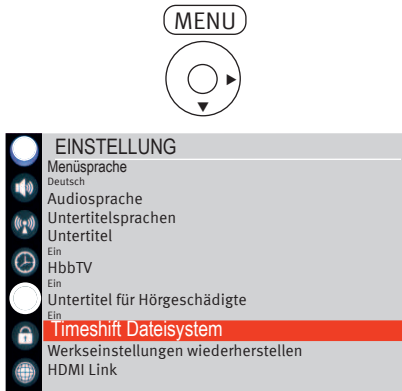 MENU
EINSTELLUNG
Menüsprache
Deutsch
Audiosprache
Untertitelsprachen
Untertitel
Ein
HbbTV
Ein
Untertitel für Hörgeschädigte
Ein
Timeshift Dateisystem
Werkseinstellungen wiederherstellen
HDMI Link